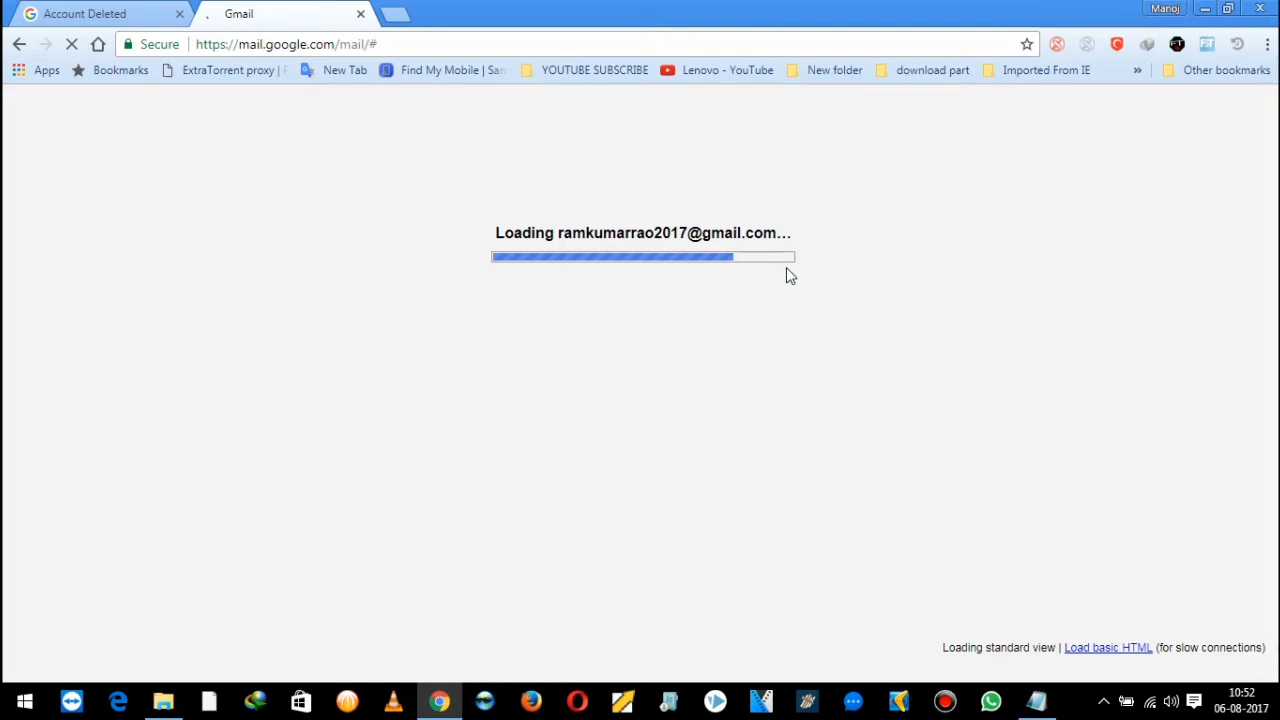 Account Deleted
Gmail
Manoj
Secure https://mail.google.com/mail/#
Apps Bookmarks ExtraTorrent proxy | New Tab Find My Mobile | Sam YOUTUBE SUBSCRIBE Lenovo - YouTube New folder download part Imported From IE » Other bookmarks
Loading ramkumarrao2017@gmail.com…
Loading standard view | Load basic HTML (for slow connections)
10:52
06-08-2017